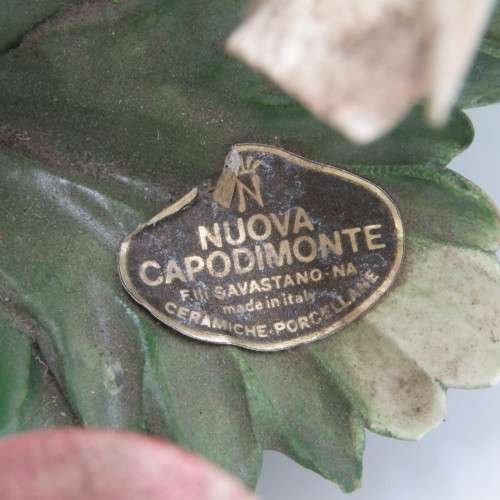 N
NUOVA
CAPODIMONTE
F.lli SAVASTANO-NA
made in italy
CERAMICHE-PORCELLANE